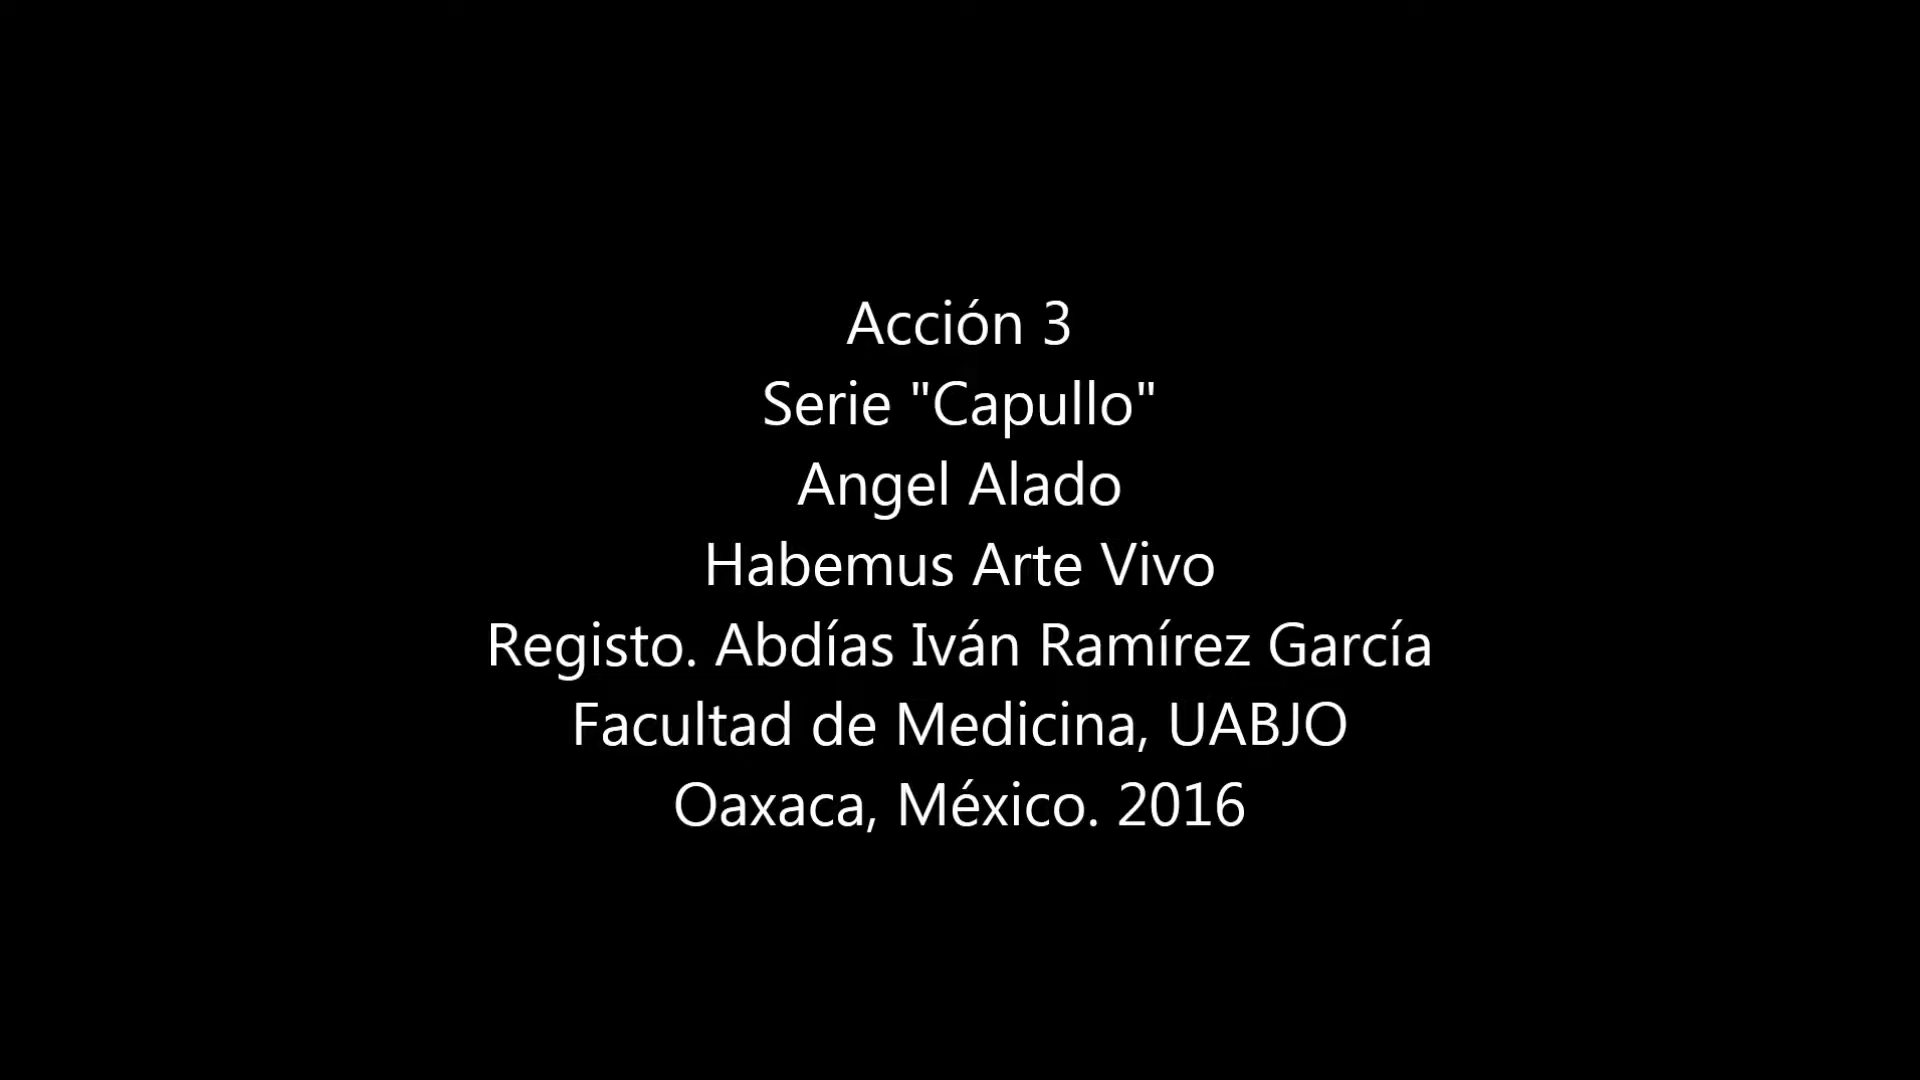 Acción 3
Serie "Capullo"
Angel Alado
Habemus Arte Vivo
Registo. Abdías Iván Ramírez García
Facultad de Medicina, UABJO
Oaxaca, México. 2016